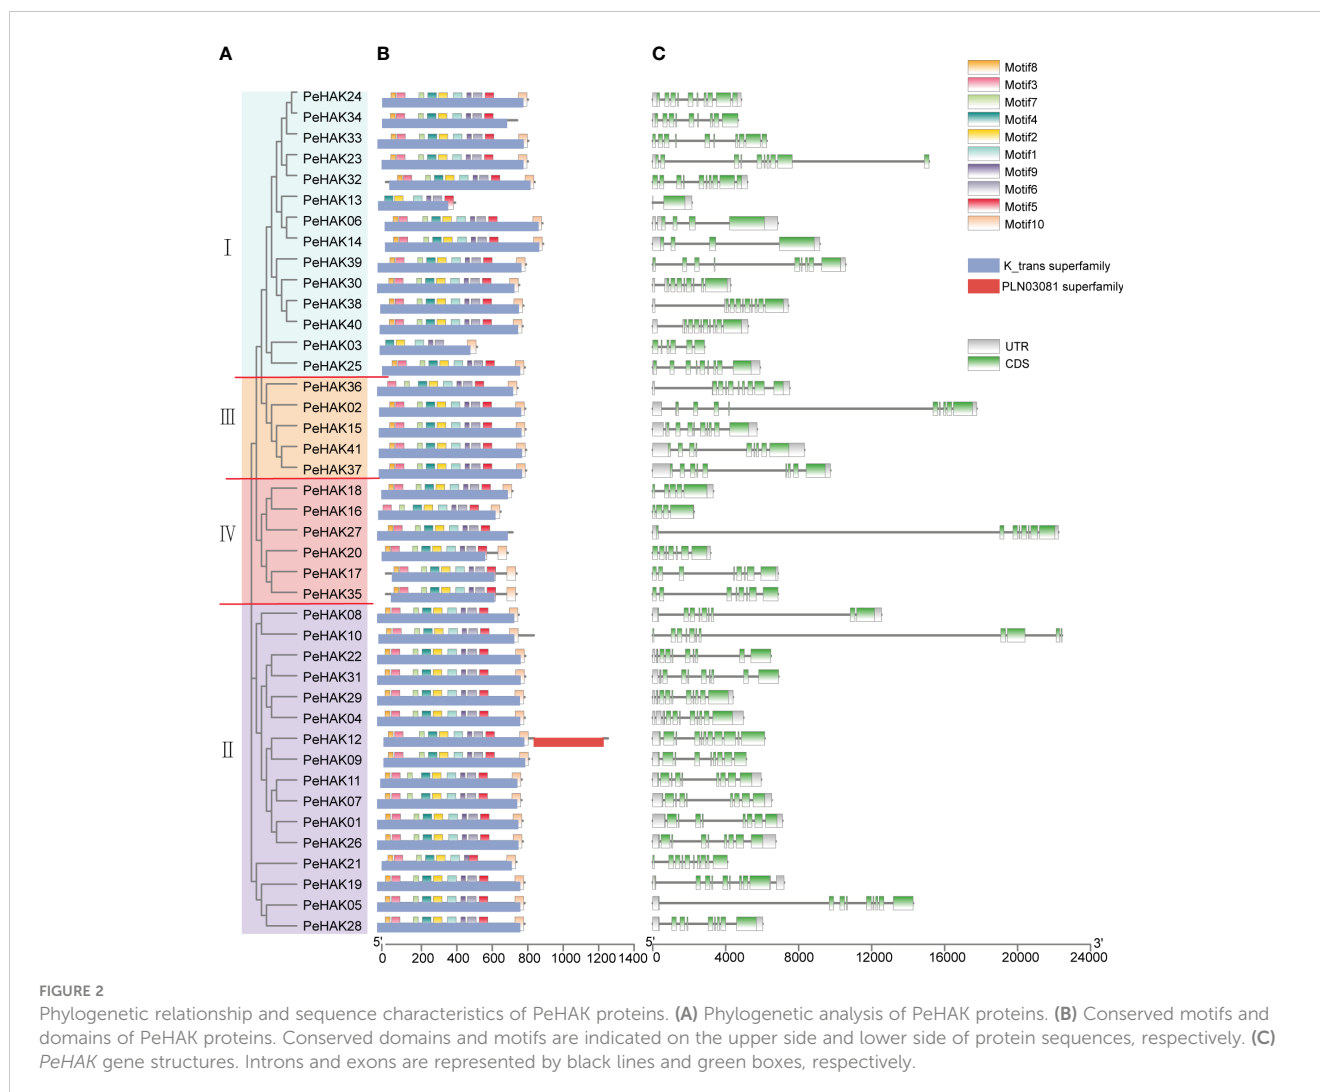 A
B
C
PeHAK24
PeHAK34
PeHAK33
PeHAK23
PeHAK32
PeHAK13
PeHAK06
PeHAK14
PeHAK39
PeHAK30
PeHAK38
PeHAK40
PeHAK03
PeHAK25
PeHAK36
PeHAK02
PeHAK15
PeHAK41
PeHAK37
PeHAK18
PeHAK16
PeHAK27
PeHAK20
PeHAK17
PeHAK35
PeHAK08
PeHAK10
PeHAK22
PeHAK31
PeHAK29
PeHAK04
PeHAK12
PeHAK09
PeHAK11
PeHAK07
PeHAK01
PeHAK26
PeHAK21
PeHAK19
PeHAK05
PeHAK28
I
III
IV
II
Motif8
Motif3
Motif7
Motif4
Motif2
Motif1
Motif9
Motif6
Motif5
Motif10
K_trans superfamily
PLN03081 superfamily
UTR
CDS
5'
0 200 400 600 800 1000 1200 1400
5' 3'
0 4000 8000 12000 16000 20000 24000
FIGURE 2
Phylogenetic relationship and sequence characteristics of PeHAK proteins. (A) Phylogenetic analysis of PeHAK proteins. (B) Conserved motifs and
domains of PeHAK proteins. Conserved domains and motifs are indicated on the upper side and lower side of protein sequences, respectively. (C)
PeHAK gene structures. Introns and exons are represented by black lines and green boxes, respectively.